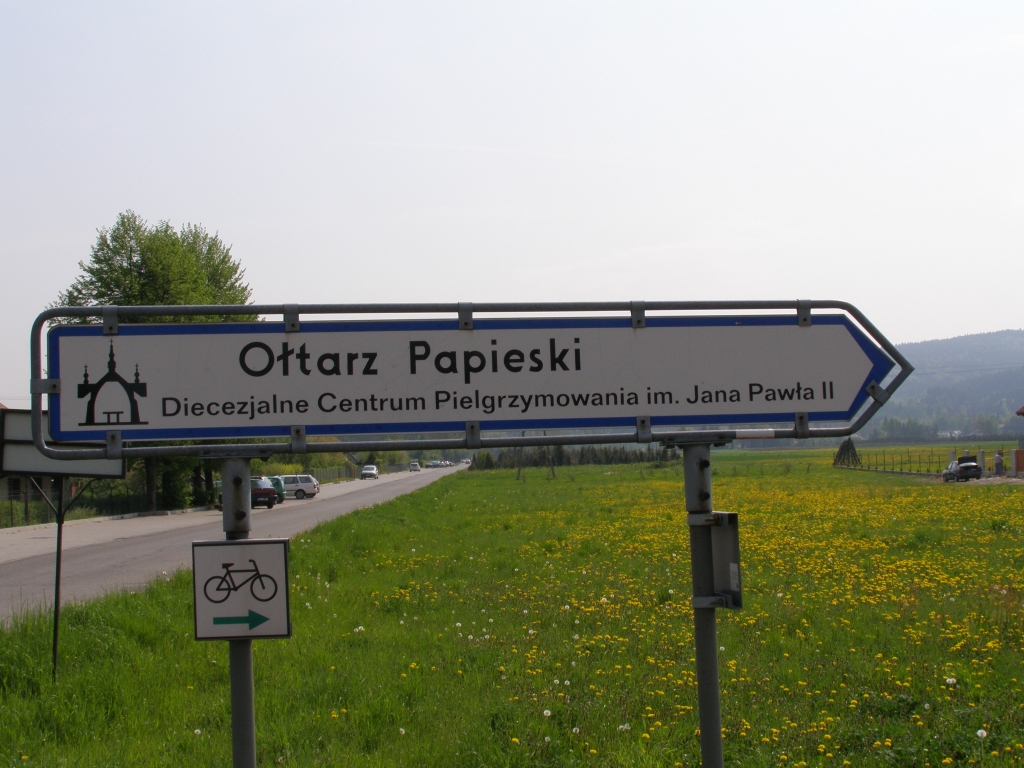 Ołtarz Papieski
Diecezjalne Centrum Pielgrzymowania im. Jana Pawła II